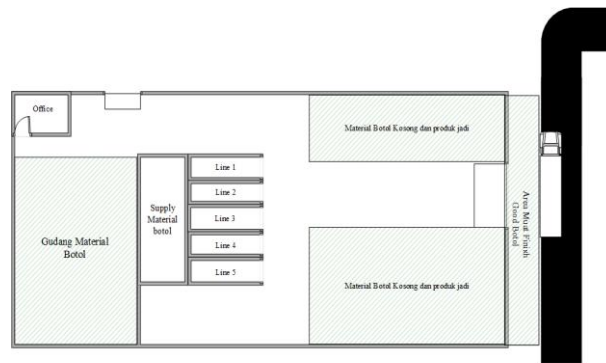 Office
Material Botol Kosong dan produk jadi
Line 1
Line 2
Supply
Material
botol
Line 3
Line 4
Line 5
Gudang Material
Botol
Material Botol Kosong dan produk jadi
Area Muat Finish
Good Botol